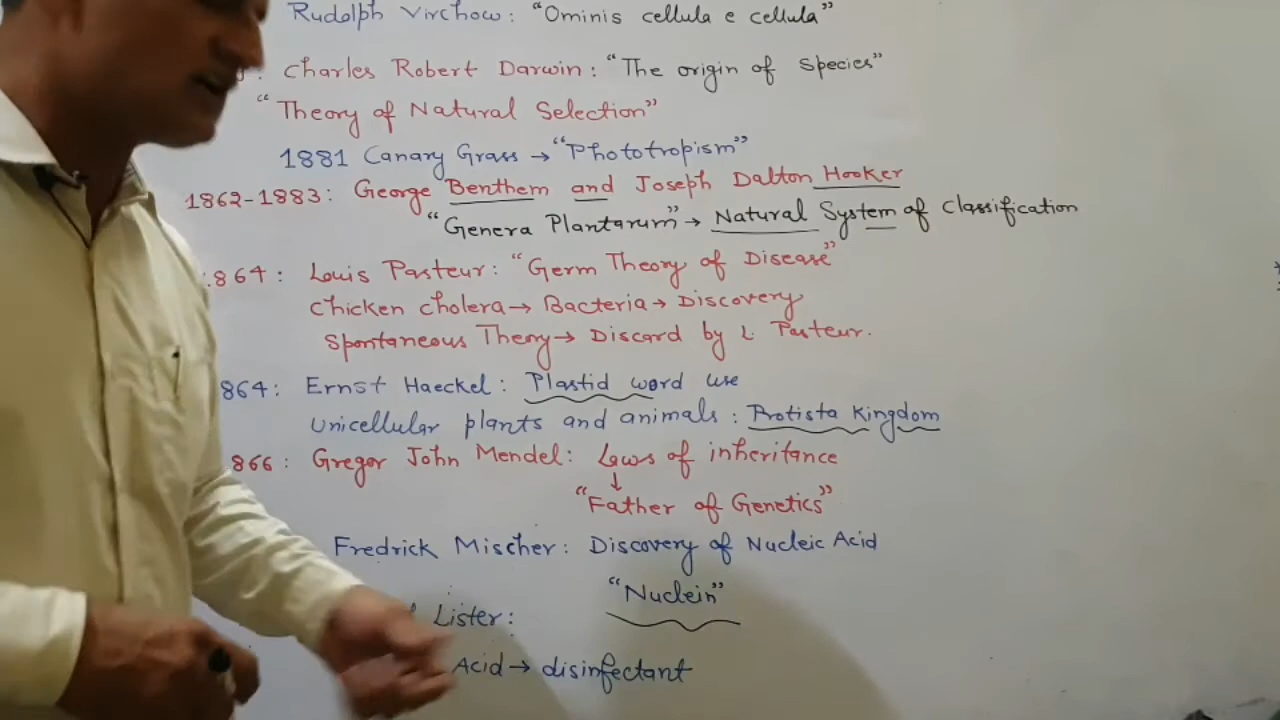 Rudolph Virchow: "Ominis cellula e cellula"
: Charles Robert Darwin: "The origin of Species"
"Theory of Natural Selection"
1881 Canary Grass → "Phototropism"
1862-1883: George Benthem and Joseph Dalton Hooker
"Genera Plantarum" → Natural System of Classification
864: Louis Pasteur: "Germ Theory of Disease"
Chicken cholera → Bacteria → Discovery
Spontaneous Theory → Discard by L. Pasteur.
864: Ernst Haeckel: Plastid word use
Unicellular plants and animals: Protista Kingdom
866: Gregor John Mendel: Laws of inheritance
↓
"Father of Genetics"
Fredrick Mischer: Discovery of Nucleic Acid
"Nuclein"
Lister:
Acid → disinfectant